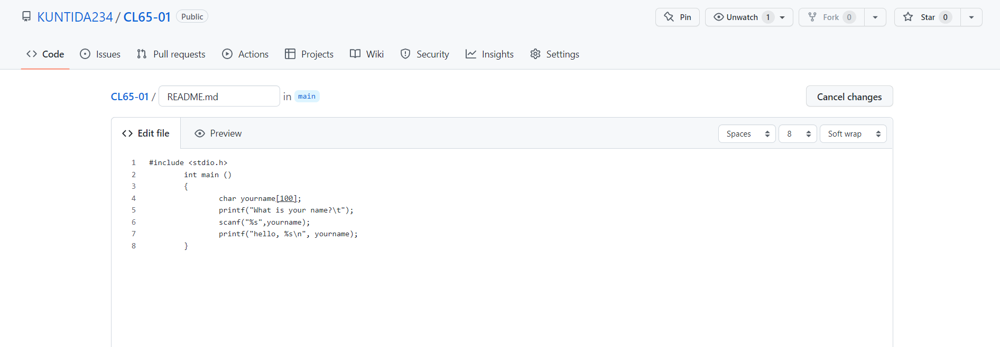 KUNTIDA234 / CL65-01 Public Pin Unwatch 1 Fork 0 Star 0
Code Issues Pull requests Actions Projects Wiki Security Insights Settings
CL65-01 / README.md in main Cancel changes
Edit file Preview Spaces 8 Soft wrap
1 #include <stdio.h>
2 int main ()
3 {
4 char yourname[100];
5 printf("What is your name?\t");
6 scanf("%s",yourname);
7 printf("hello, %s\n", yourname);
8 }